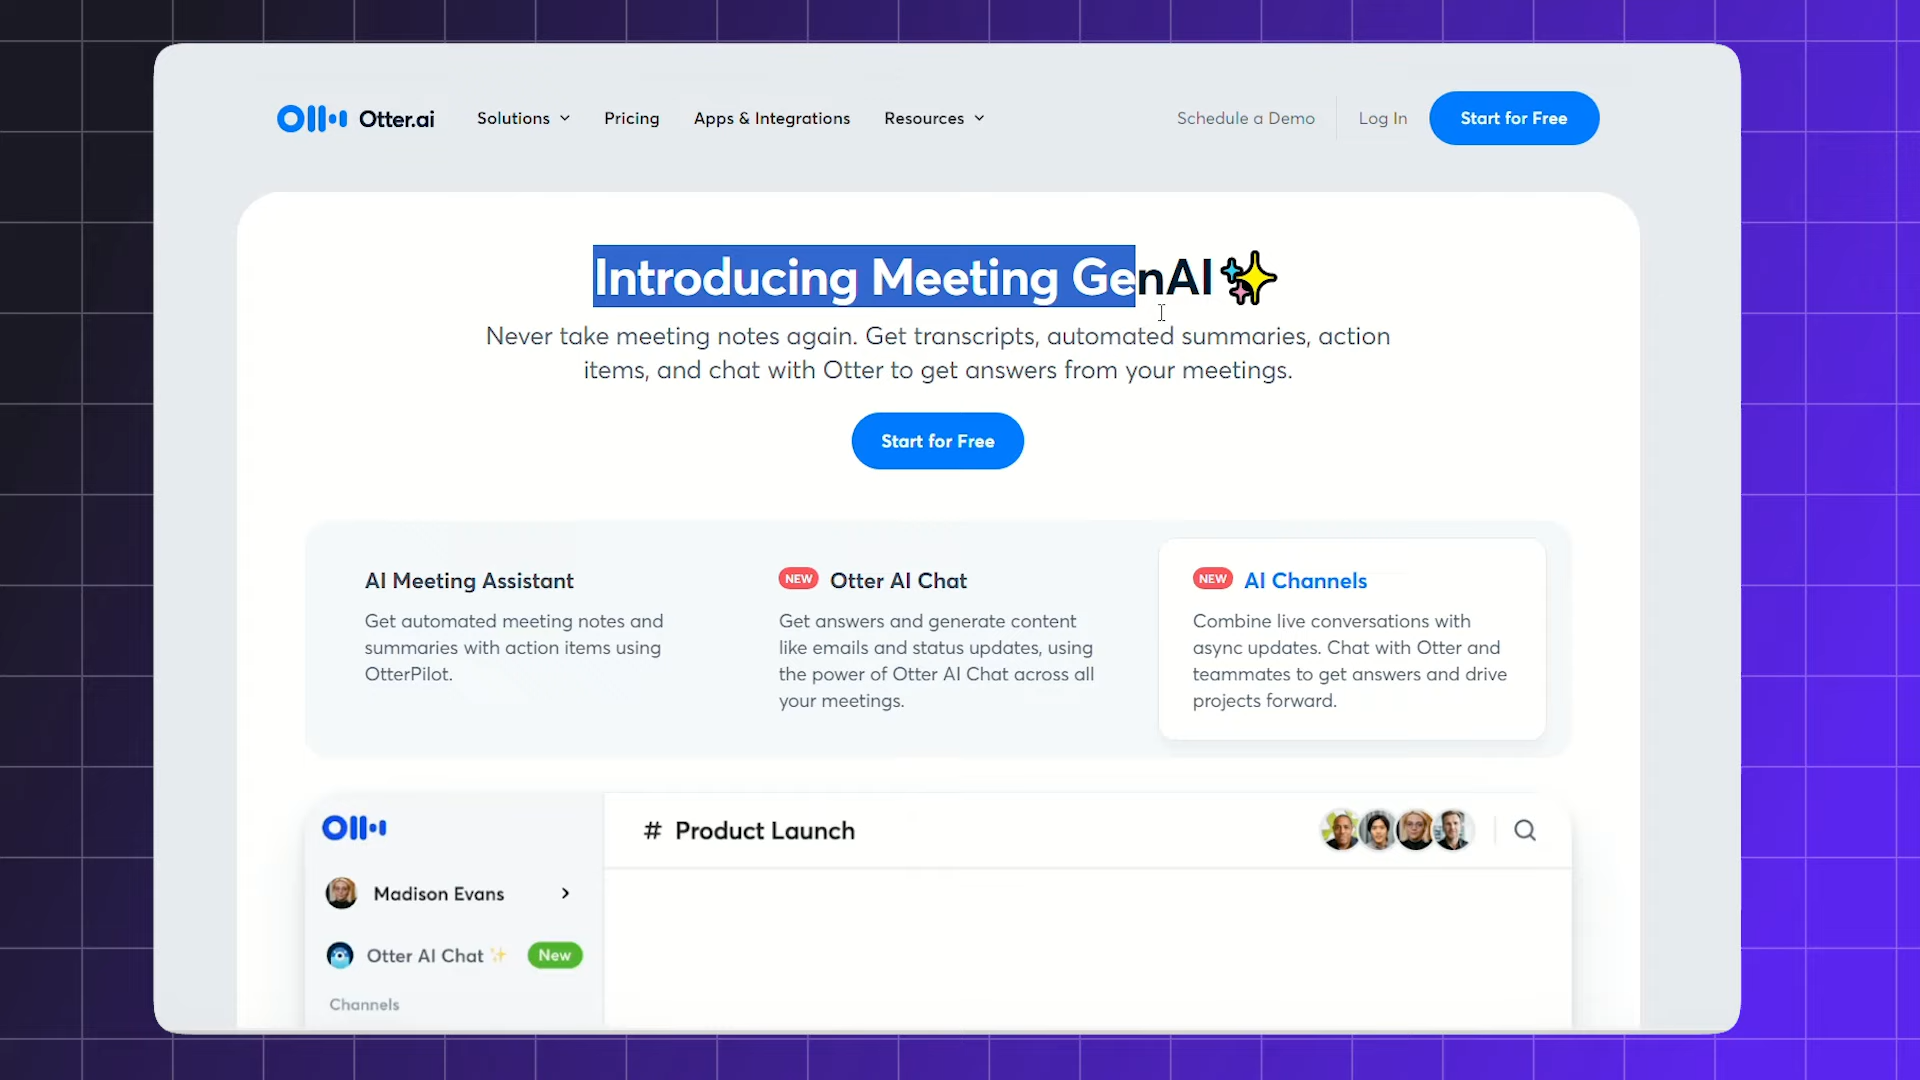 Otter.ai
Solutions
Pricing
Apps & Integrations
Resources
Schedule a Demo
Log In
Start for Free
Introducing Meeting GenAI✨
Never take meeting notes again. Get transcripts, automated summaries, action
items, and chat with Otter to get answers from your meetings.
Start for Free
AI Meeting Assistant
Get automated meeting notes and
summaries with action items using
OtterPilot.
NEW Otter AI Chat
Get answers and generate content
like emails and status updates, using
the power of Otter AI Chat across all
your meetings.
NEW AI Channels
Combine live conversations with
async updates. Chat with Otter and
teammates to get answers and drive
projects forward.
Madison Evans
Otter AI Chat ✨ New
Channels
# Product Launch